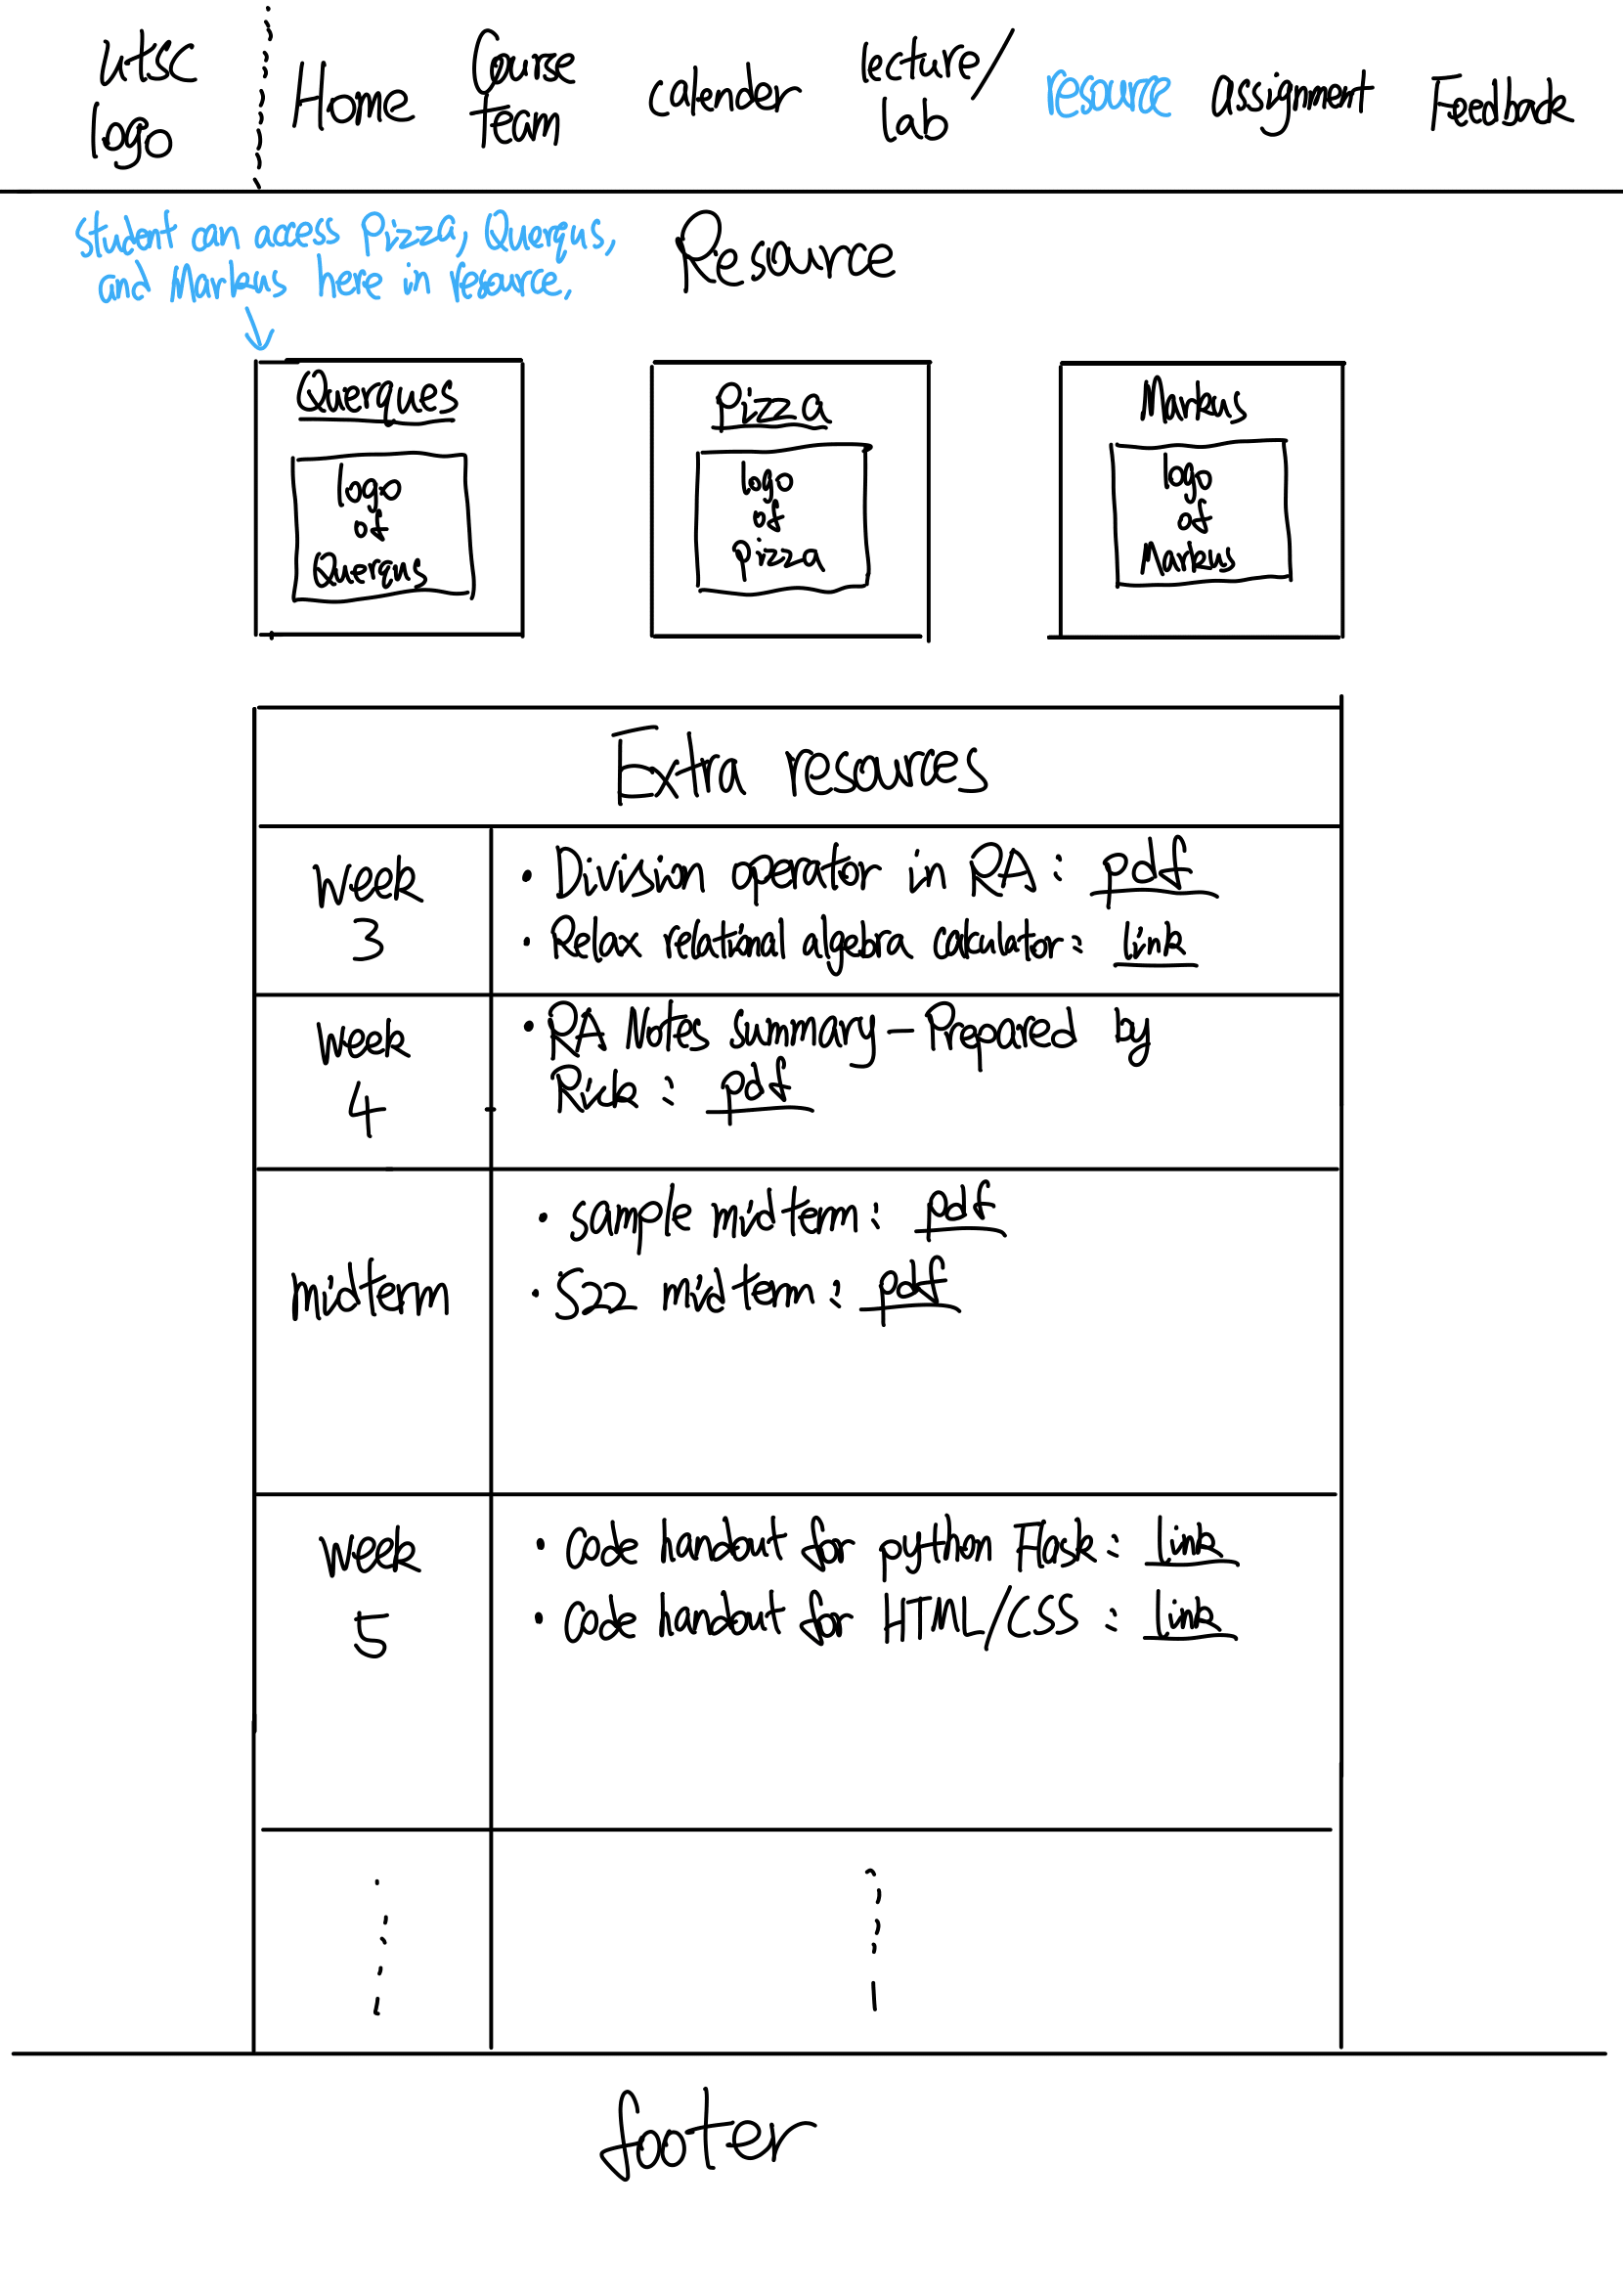 utsc
logo
Home
Course
team
calender
lecture/
lab
resource
assignment
Feedback
student can access Pizza, Querqus,
and Markus here in resource.
Resource
Querques
logo
of
Querqus
Pizza
logo
of
Pizza
Markus
logo
of
Markus
Extra resources
Week
3
• Division operator in RA: pdf
• Relax relational algebra calculator: link
Week
4
• RA Notes summary - Prepared by
Rick: pdf
midterm
• sample midterm: pdf
• S22 midterm: pdf
Week
5
• Code handout for python Flask: Link
• Code handout for HTML/CSS: Link
footer